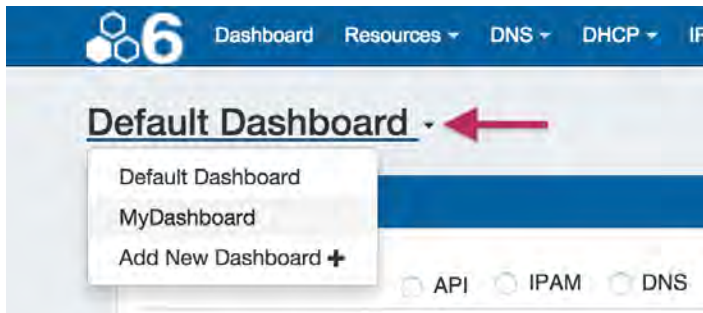 6 Dashboard Resources DNS DHCP
Default Dashboard
Default Dashboard
MyDashboard
Add New Dashboard +
API IPAM DNS